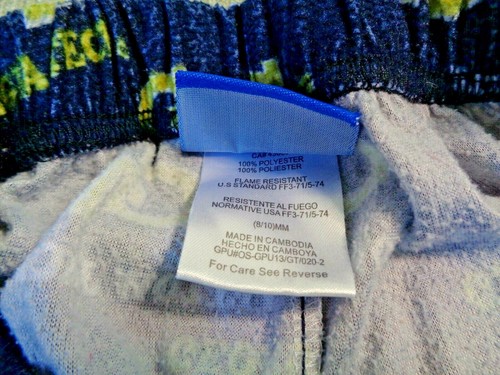 100% POLYESTER
100% POLIESTER
FLAME RESISTANT
U.S STANDARD FF3-71/5-74
RESISTENTE AL FUEGO
NORMATIVE USA FF3-71/5-74
(8/10)MM
MADE IN CAMBODIA
HECHO EN CAMBOYA
GPU#OS-GPU13/GT/020-2
For Care See Reverse